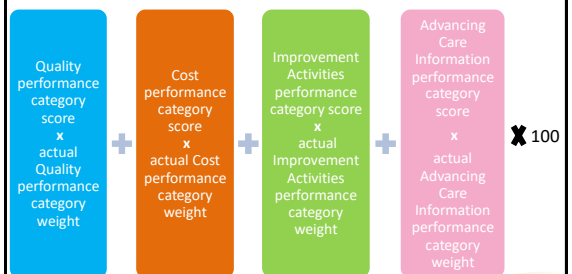 Quality
performance
category
score
x
actual
Quality
performance
category
weight
Cost
performance
category
score
x
actual Cost
performance
category
weight
Improvement
Activities
performance
category score
x
actual
Improvement
Activities
performance
category
weight
Advancing
Care
Information
performance
category
score
x
actual
Advancing
Care
Information
performance
category
weight
100